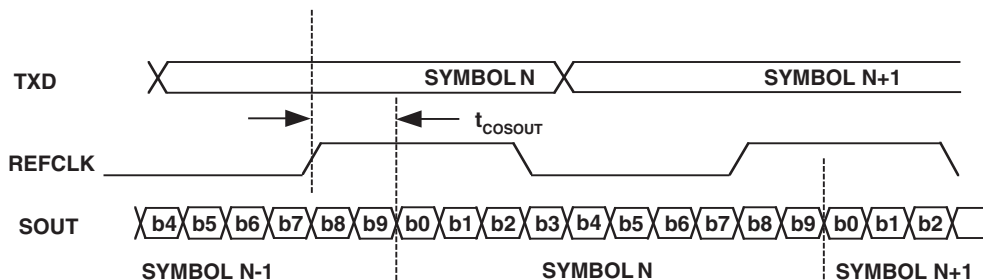 TXD SYMBOL N SYMBOL N+1
tCOSOUT
REFCLK
SOUT b4 b5 b6 b7 b8 b9 b0 b1 b2 b3 b4 b5 b6 b7 b8 b9 b0 b1 b2
SYMBOL N-1 SYMBOL N SYMBOL N+1